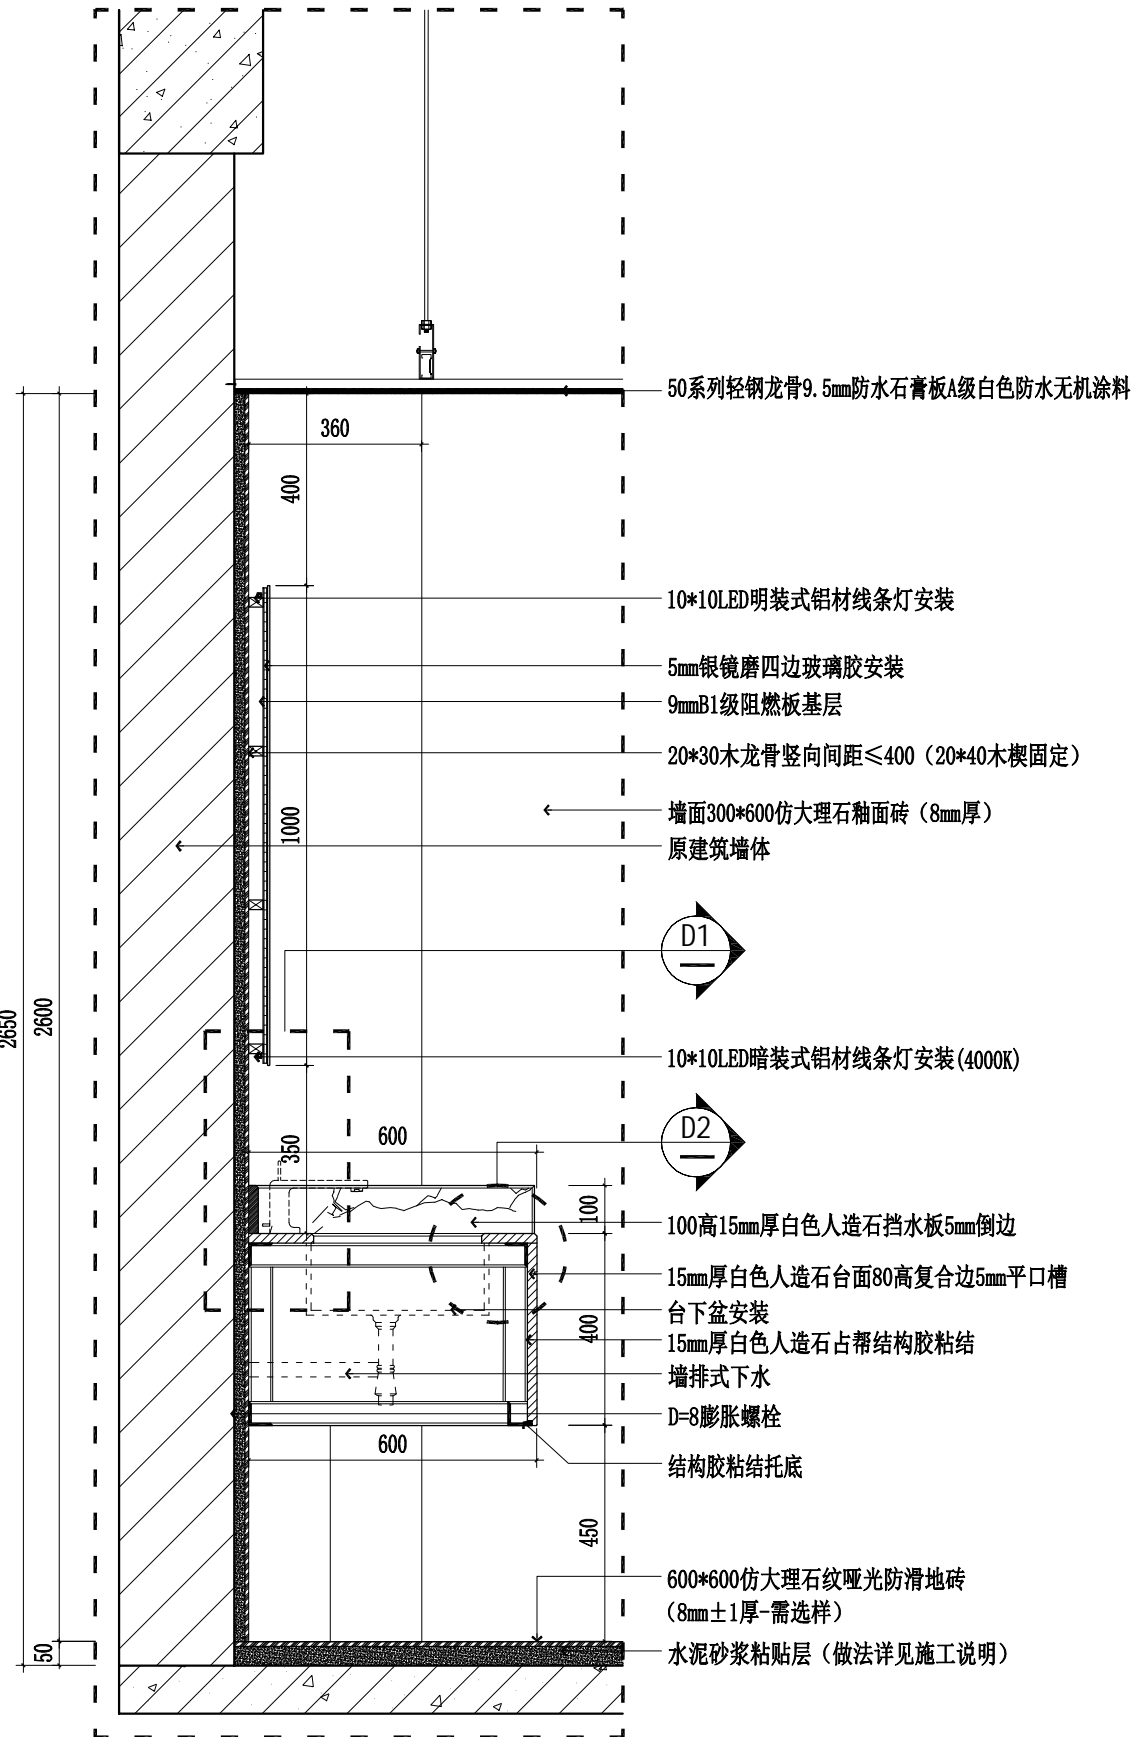 50系列轻钢龙骨9.5mm防水石膏板A级白色防水无机涂料
360
400
10*10LED明装式铝材线条灯安装
5mm银镜磨四边玻璃胶安装
9mmB1级阻燃板基层
20*30木龙骨竖向间距≤400（20*40木楔固定）
墙面300*600仿大理石釉面砖（8mm厚）
1000
原建筑墙体
D1
2650
2600
10*10LED暗装式铝材线条灯安装(4000K)
D2
600
350
100
100高15mm厚白色人造石挡水板5mm倒边
15mm厚白色人造石台面80高复合边5mm平口槽
台下盆安装
400
15mm厚白色人造石占帮结构胶粘结
墙排式下水
D=8膨胀螺栓
600
结构胶粘结托底
450
600*600仿大理石纹哑光防滑地砖
（8mm±1厚-需选样）
50
水泥砂浆粘贴层（做法详见施工说明）